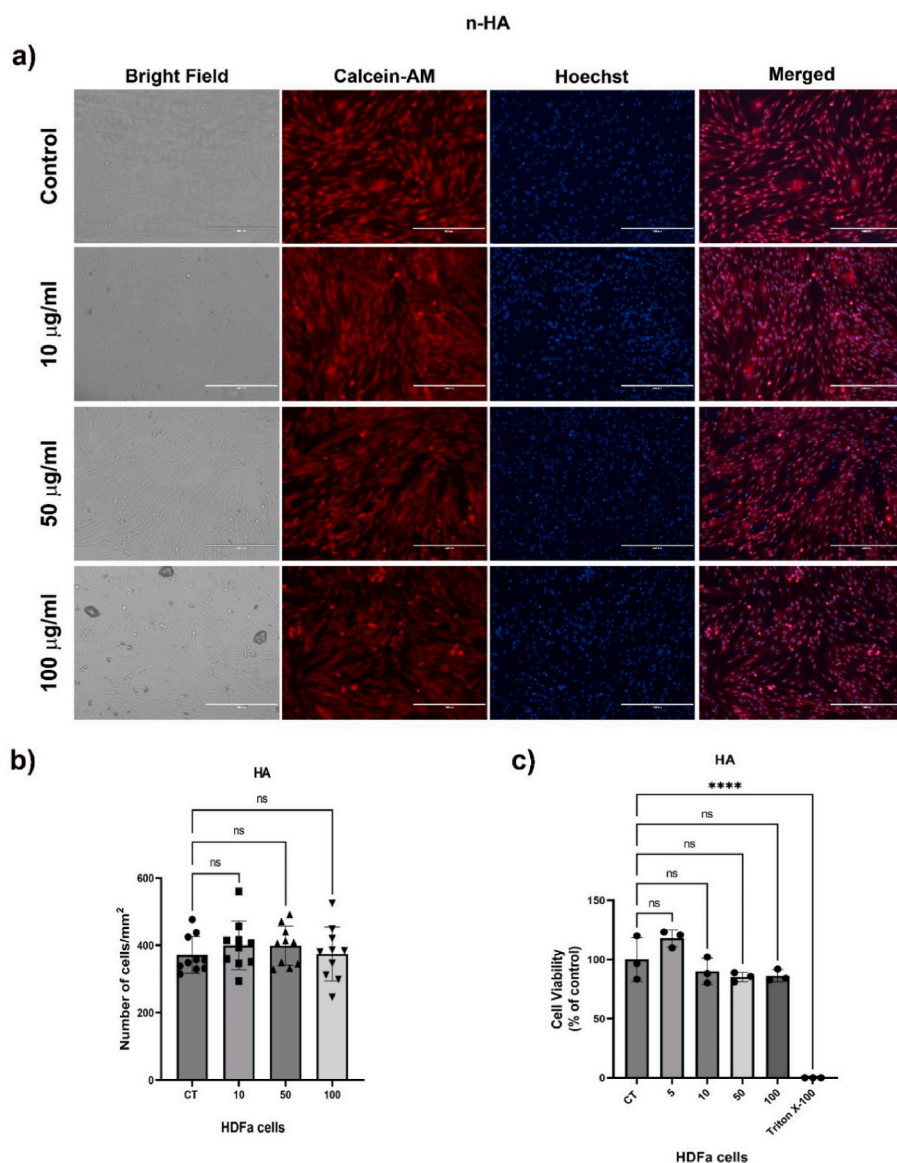 n-HA
a)
Bright Field
Calcein-AM
Hoechst
Merged
Control
10 µg/ml
50 µg/ml
100 µg/ml
b)
HA
ns
ns
ns
Number of cells/mm²
600
400
200
0
CT
10
50
100
HDFa cells
c)
HA
****
ns
ns
ns
ns
Cell Viability
(% of control)
150
100
50
0
CT
5
10
50
100
Triton X-100
HDFa cells